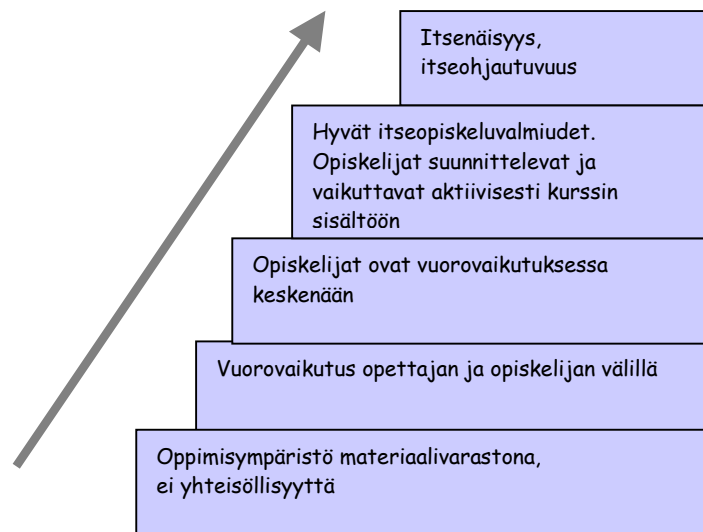 Itsenäisyys,
itseohjautuvuus
Hyvät itseopiskeluvalmiudet.
Opiskelijat suunnittelevat ja
vaikuttavat aktiivisesti kurssin
sisältöön
Opiskelijat ovat vuorovaikutuksessa
keskenään
Vuorovaikutus opettajan ja opiskelijan välillä
Oppimisympäristö materiaalivarastona,
ei yhteisöllisyyttä